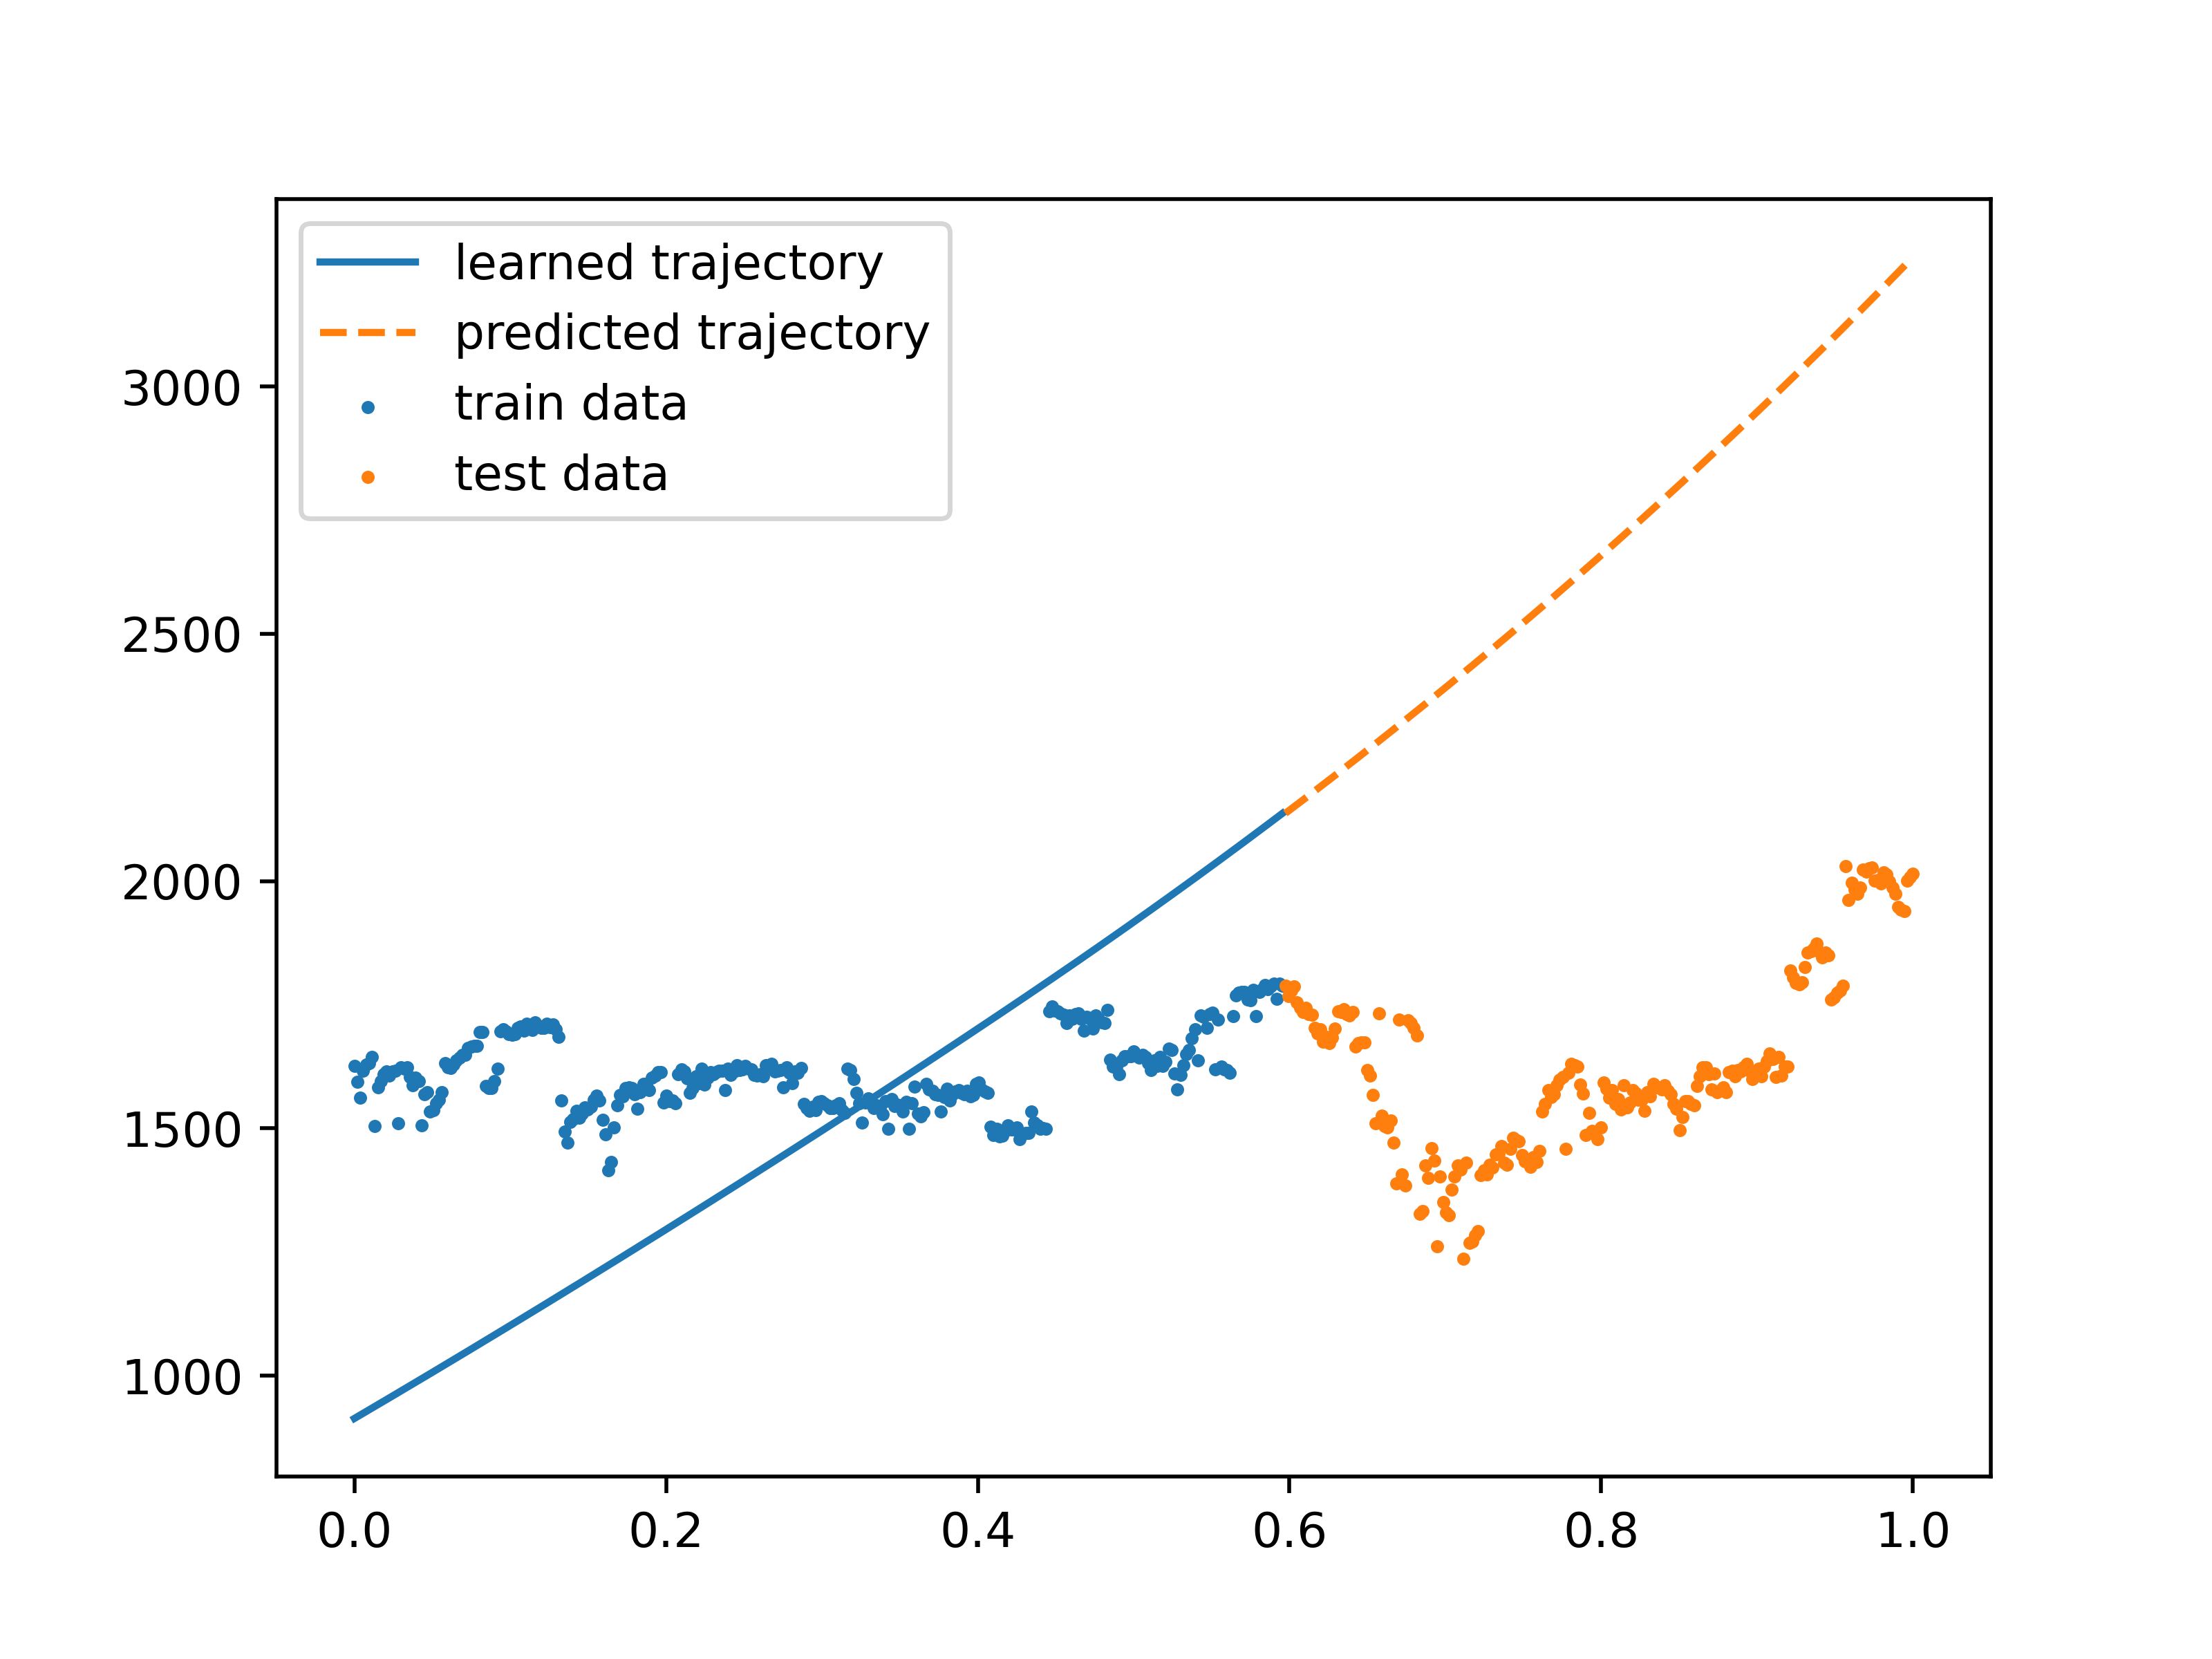 learned trajectory
predicted trajectory
train data
test data
3000
2500
2000
1500
1000
0.0 0.2 0.4 0.6 0.8 1.0